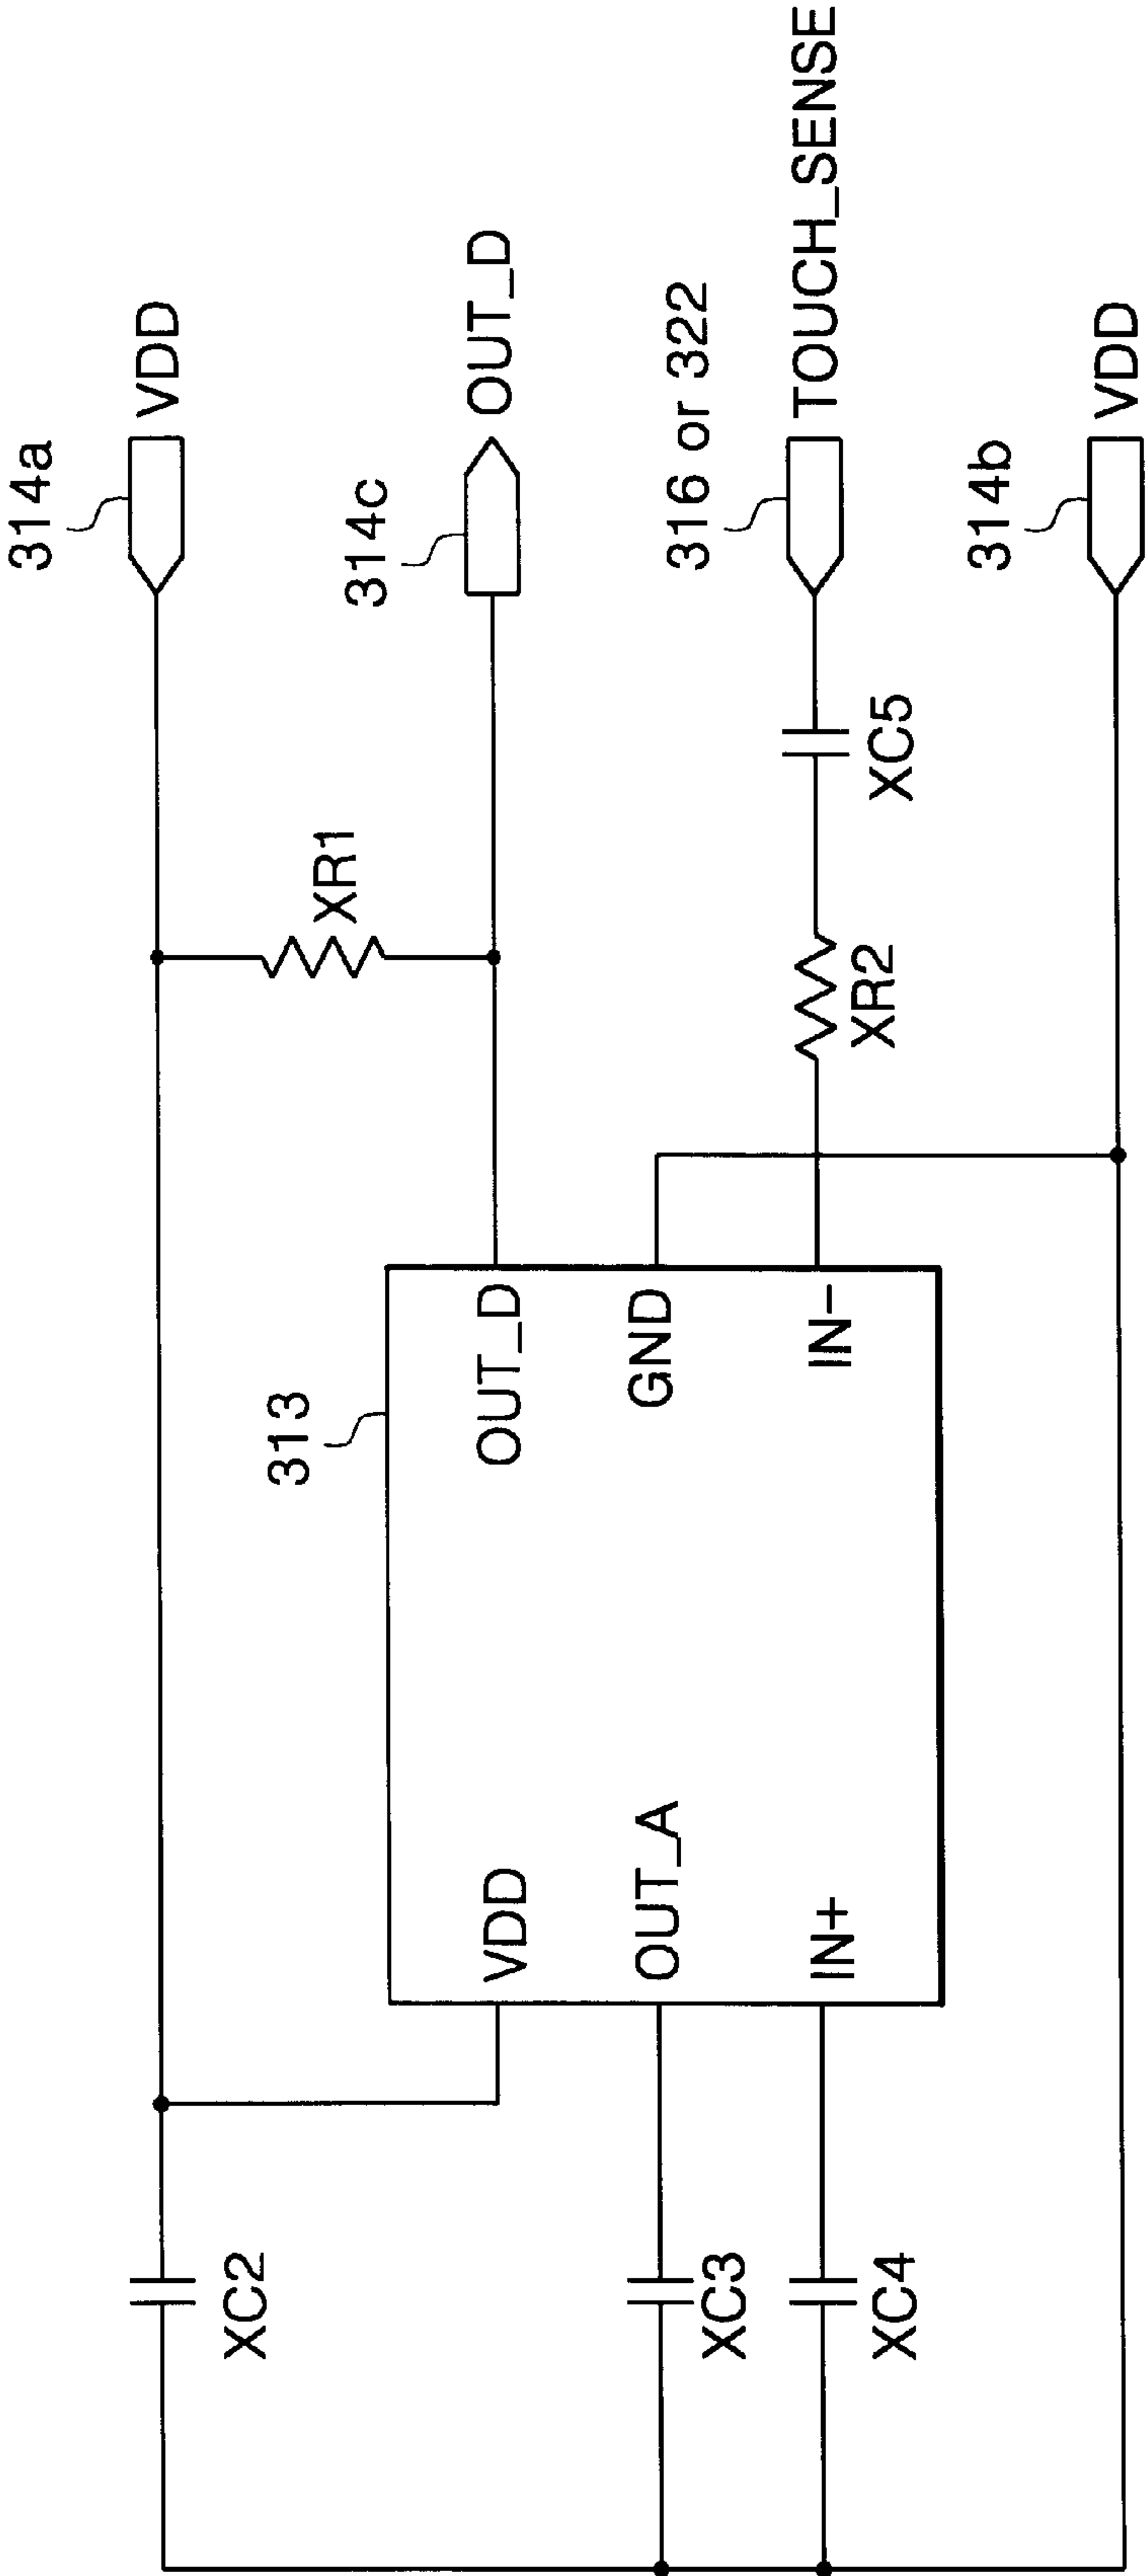 314a
VDD
314c
OUT_D
XR1
316 or 322
TOUCH_SENSE
XC5
XR2
314b
VDD
313
OUT_D
GND
IN-
VDD
OUT_A
IN+
XC2
XC3
XC4